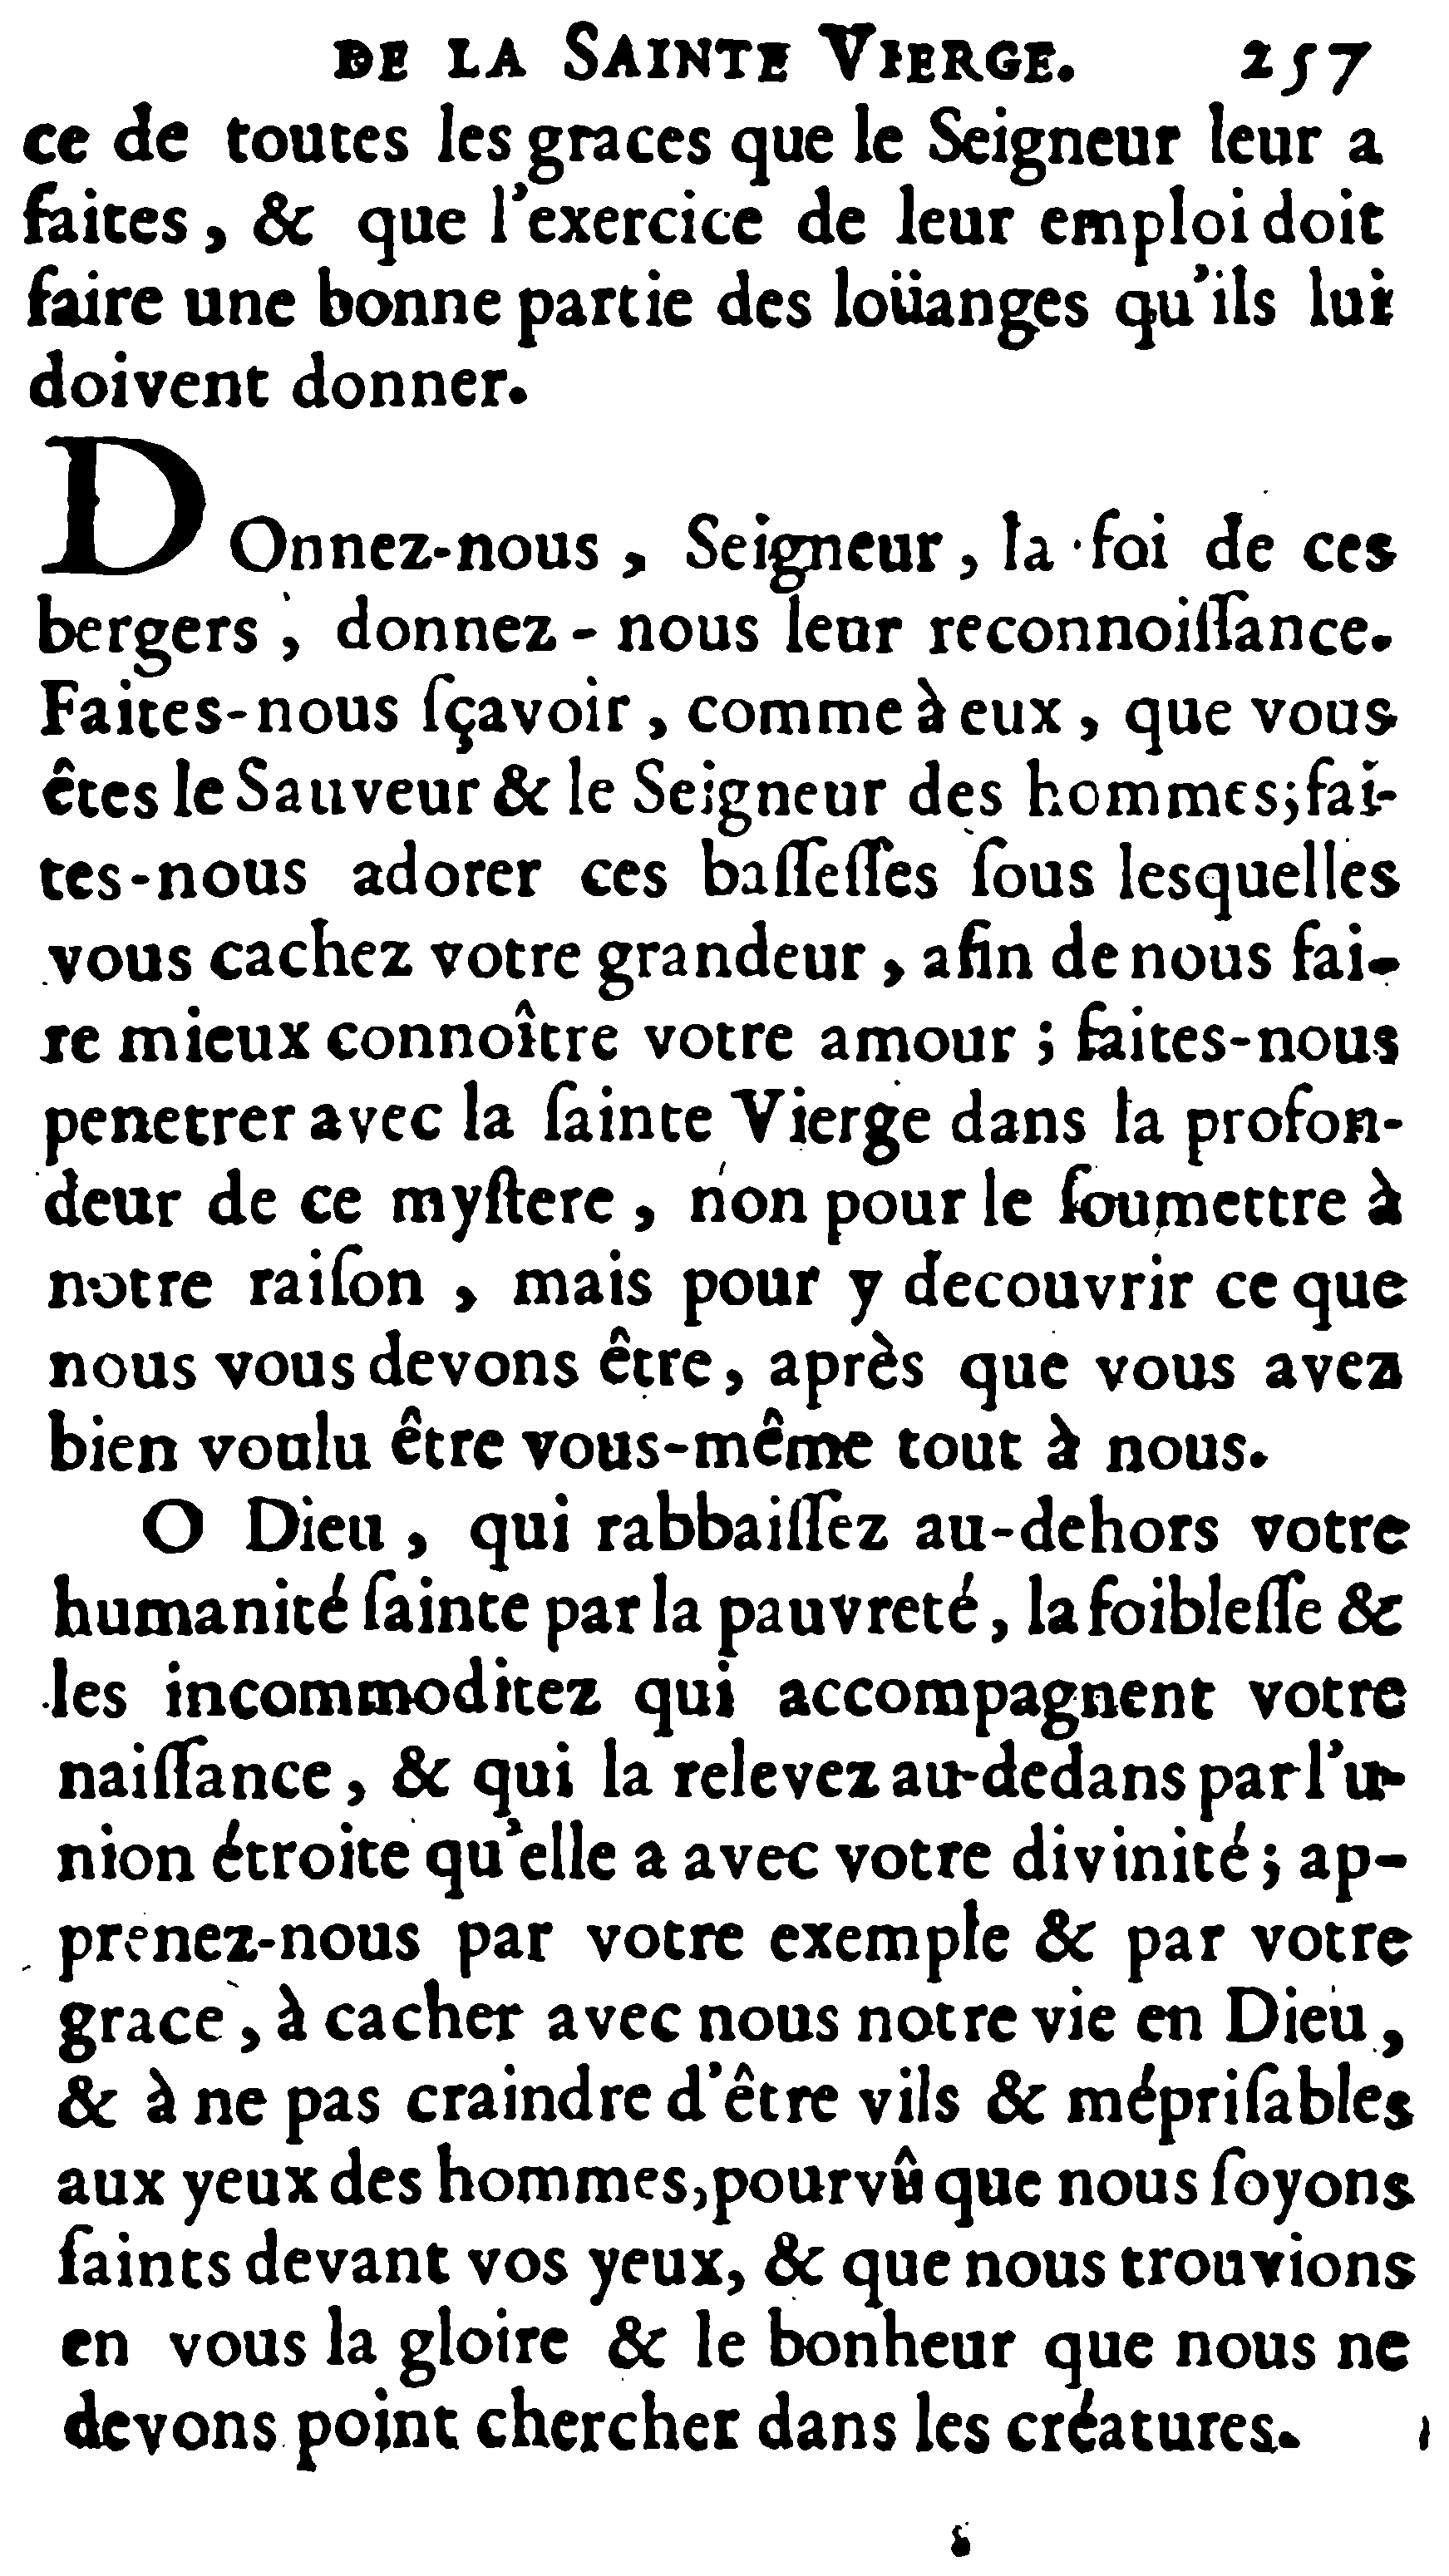 DE LA SAINTE VIERGE. 257
ce de toutes les graces que le Seigneur leur a
faites, & que l'exercice de leur emploi doit
faire une bonne partie des loüanges qu'ils lui
doivent donner.
DOnnez-nous, Seigneur, la foi de ces
bergers, donnez-nous leur reconnoiſſance.
Faites-nous ſçavoir, comme à eux, que vous
êtes le Sauveur & le Seigneur des hommes; fai-
tes-nous adorer ces baſſeſſes ſous lesquelles
vous cachez votre grandeur, afin de nous fai-
re mieux connoître votre amour; faites-nous
penetrer avec la ſainte Vierge dans la profon-
deur de ce myſtere, non pour le ſoumettre à
notre raiſon, mais pour y decouvrir ce que
nous vous devons être, après que vous avez
bien voulu être vous-même tout à nous.
O Dieu, qui rabbaiſſez au-dehors votre
humanité ſainte par la pauvreté, la foibleſſe &
les incommoditez qui accompagnent votre
naiſſance, & qui la relevez au-dedans par l'u-
nion étroite qu'elle a avec votre divinité; ap-
prenez-nous par votre exemple & par votre
grace, à cacher avec nous notre vie en Dieu,
& à ne pas craindre d'être vils & mépriſables
aux yeux des hommes, pourvû que nous ſoyons
ſaints devant vos yeux, & que nous trouvions
en vous la gloire & le bonheur que nous ne
devons point chercher dans les créatures.